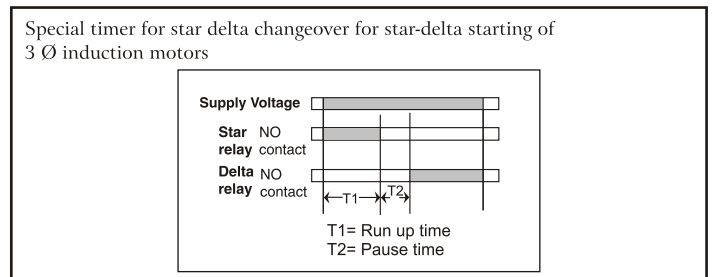 Special timer for star delta changeover for star-delta starting of
3 Ø induction motors
Supply Voltage
Star NO
relay contact
Delta NO
relay contact
T1 T2
T1= Run up time
T2= Pause time